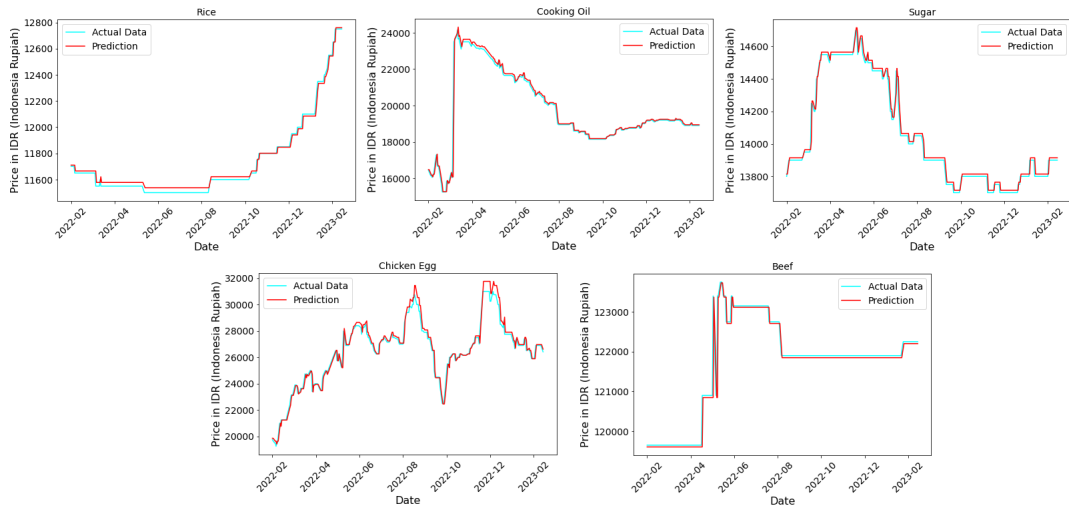 Rice
Price in IDR (Indonesia Rupiah)
12800
12600
12400
12200
12000
11800
11600
Actual Data
Prediction
2022-02
2022-04
2022-06
2022-08
2022-10
2022-12
2023-02
Date
Cooking Oil
Price in IDR (Indonesia Rupiah)
24000
22000
20000
18000
16000
Actual Data
Prediction
2022-02
2022-04
2022-06
2022-08
2022-10
2022-12
2023-02
Date
Sugar
Price in IDR (Indonesia Rupiah)
14600
14400
14200
14000
13800
Actual Data
Prediction
2022-02
2022-04
2022-06
2022-08
2022-10
2022-12
2023-02
Date
Chicken Egg
Price in IDR (Indonesia Rupiah)
32000
30000
28000
26000
24000
22000
20000
Actual Data
Prediction
2022-02
2022-04
2022-06
2022-08
2022-10
2022-12
2023-02
Date
Beef
Price in IDR (Indonesia Rupiah)
123000
122000
121000
120000
Actual Data
Prediction
2022-02
2022-04
2022-06
2022-08
2022-10
2022-12
2023-02
Date